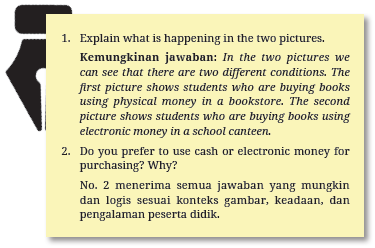 1. Explain what is happening in the two pictures.
Kemungkinan jawaban: In the two pictures we
can see that there are two different conditions. The
first picture shows students who are buying books
using physical money in a bookstore. The second
picture shows students who are buying books using
electronic money in a school canteen.
2. Do you prefer to use cash or electronic money for
purchasing? Why?
No. 2 menerima semua jawaban yang mungkin
dan logis sesuai konteks gambar, keadaan, dan
pengalaman peserta didik.